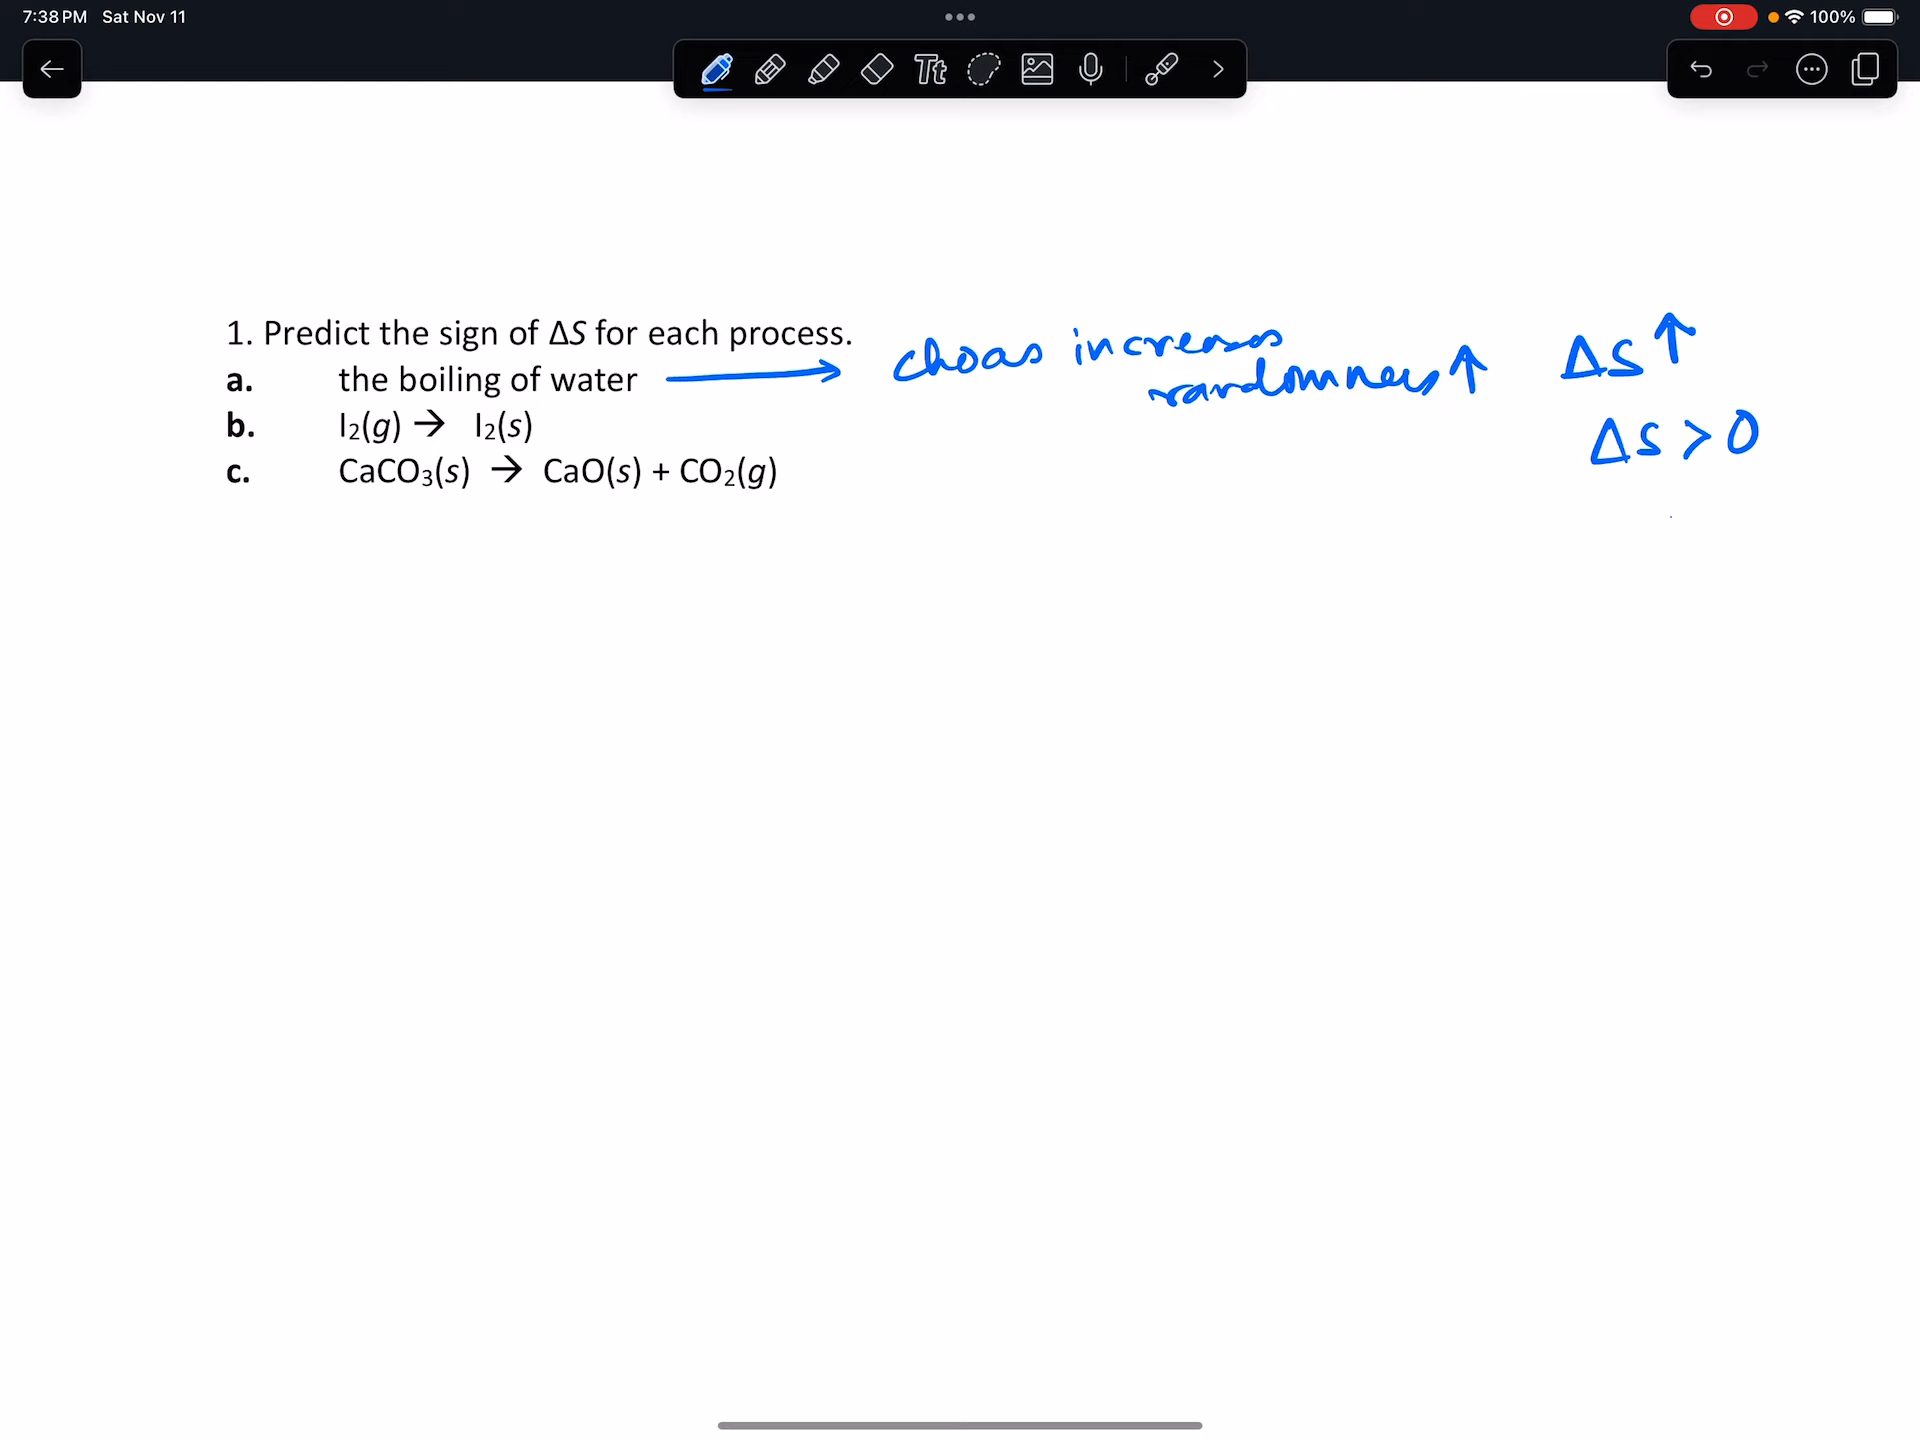 7:38 PM Sat Nov 11
100%
Tt
1. Predict the sign of ΔS for each process.
a. the boiling of water → choas increases
randomness ↑ ΔS ↑
b. I₂(g) → I₂(s) ΔS > 0
c. CaCO₃(s) → CaO(s) + CO₂(g)